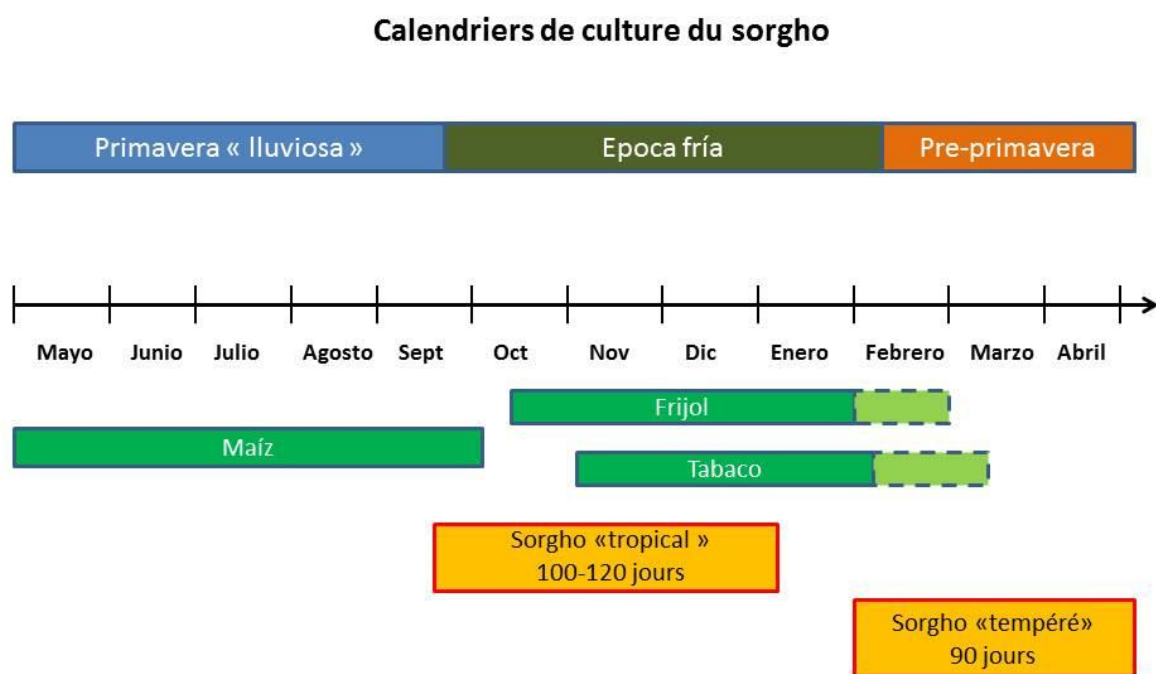 Calendriers de culture du sorgho
Primavera « lluviosa »
Epoca fría
Pre-primavera
Mayo
Junio
Julio
Agosto
Sept
Oct
Nov
Dic
Enero
Febrero
Marzo
Abril
Frijol
Maíz
Tabaco
Sorgho «tropical »
100-120 jours
Sorgho «tempéré»
90 jours